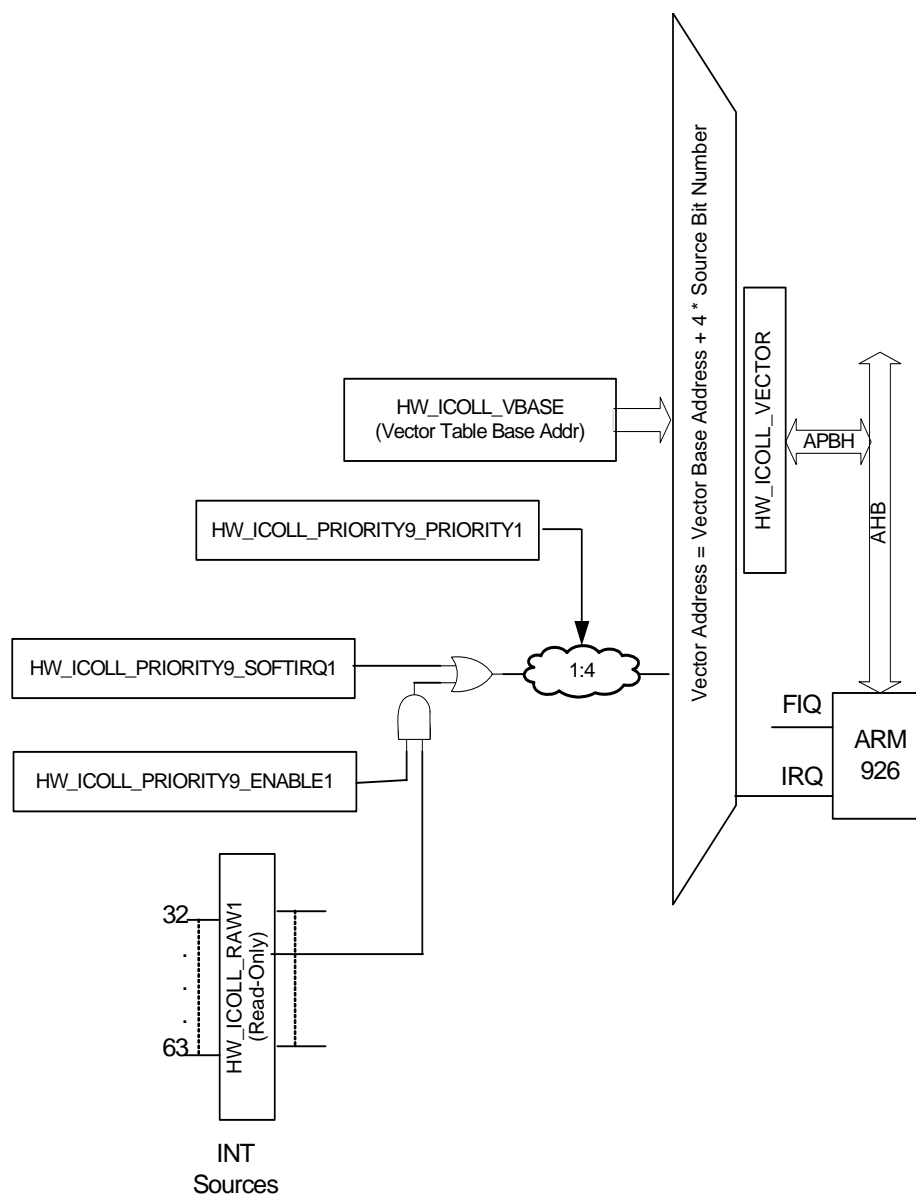 Vector Address = Vector Base Address + 4 * Source Bit Number
HW_ICOLL_VECTOR
HW_ICOLL_VBASE
(Vector Table Base Addr)
APBH
AHB
HW_ICOLL_PRIORITY9_PRIORITY1
HW_ICOLL_PRIORITY9_SOFTIRQ1
1:4
FIQ
ARM
926
IRQ
HW_ICOLL_PRIORITY9_ENABLE1
32
.
.
.
63
HW_ICOLL_RAW1
(Read-Only)
INT
Sources